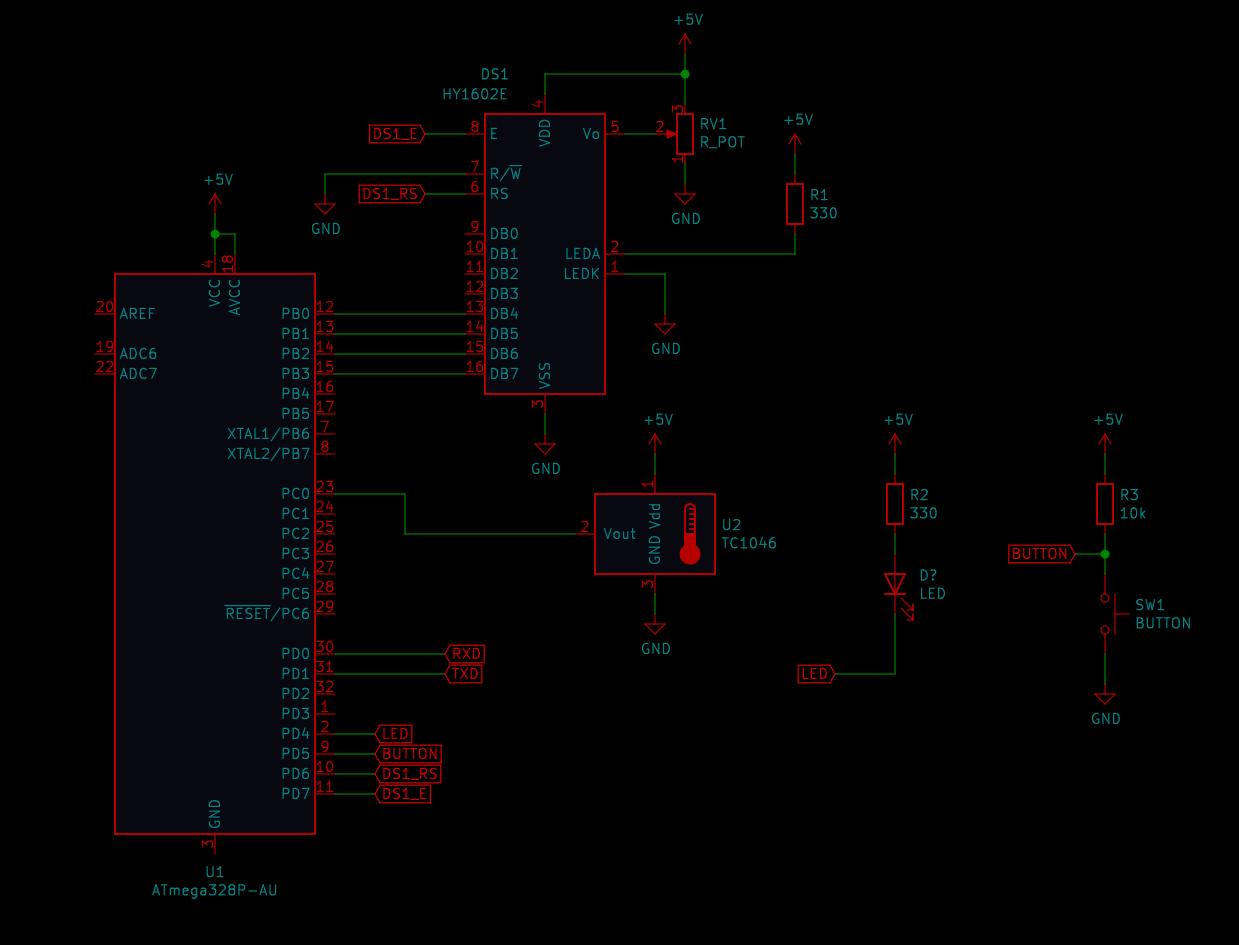 +5V
DS1
HY1602E
4
3
DS1_E
8
E
VDD
Vo
5
2
RV1
R_POT
1
+5V
7
R/W
DS1_RS
6
RS
GND
GND
R1
330
+5V
9
DB0
10
DB1
LEDA
2
11
DB2
LEDK
1
12
DB3
13
DB4
14
DB5
15
DB6
16
DB7
VSS
3
GND
GND
4
18
VCC
AVCC
20
AREF
19
ADC6
22
ADC7
PB0
12
PB1
13
PB2
14
PB3
15
PB4
16
PB5
17
XTAL1/PB6
7
XTAL2/PB7
8
PC0
23
PC1
24
PC2
25
PC3
26
PC4
27
PC5
28
RESET/PC6
29
PD0
30
RXD
PD1
31
TXD
PD2
32
PD3
1
PD4
2
LED
PD5
9
BUTTON
PD6
10
DS1_RS
PD7
11
DS1_E
GND
3
U1
ATmega328P-AU
+5V
1
2
Vout
GND Vdd
U2
TC1046
3
GND
+5V
R2
330
D?
LED
LED
+5V
R3
10k
BUTTON
SW1
BUTTON
GND